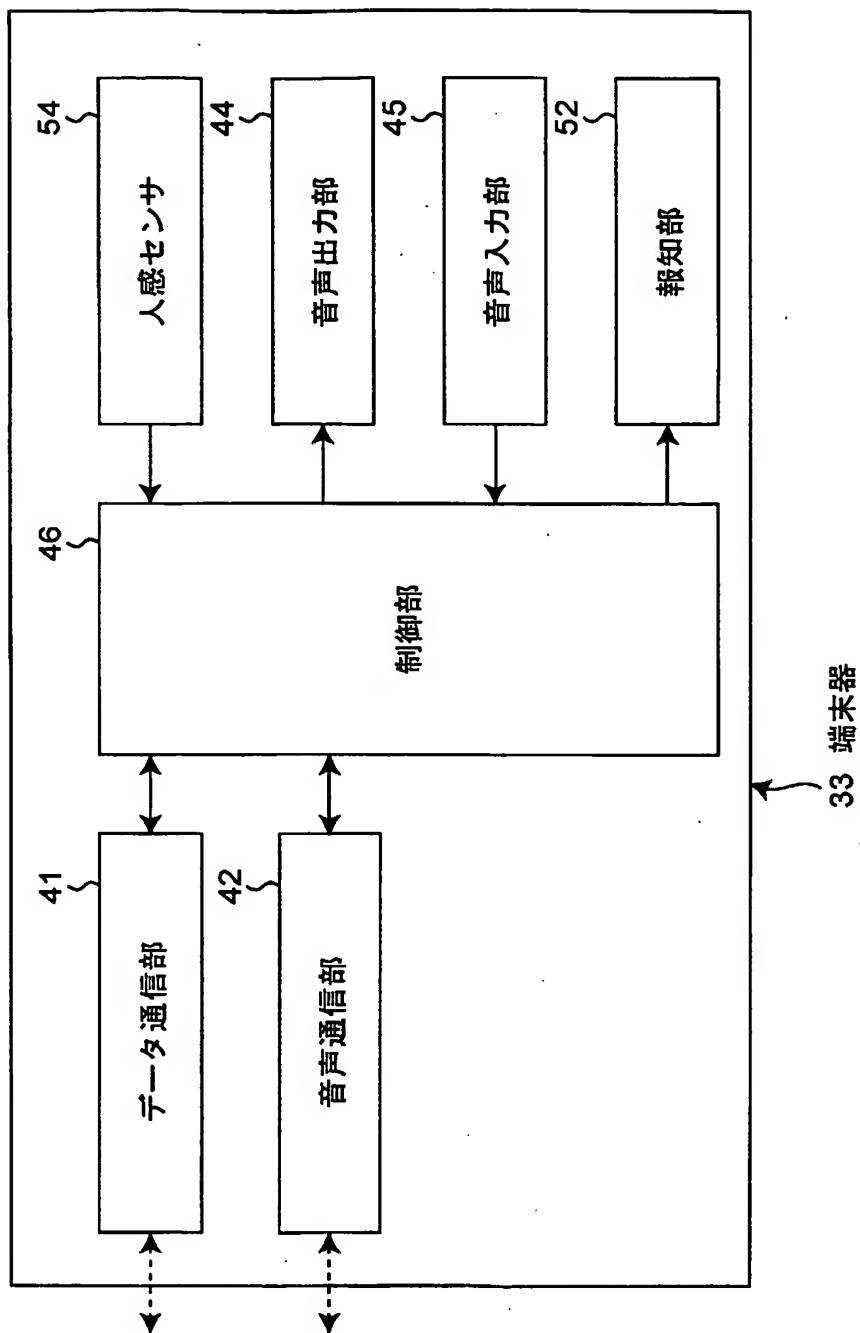 41
データ通信部
42
音声通信部
46
制御部
54
人感センサ
44
音声出力部
45
音声入力部
52
報知部
33 端末器